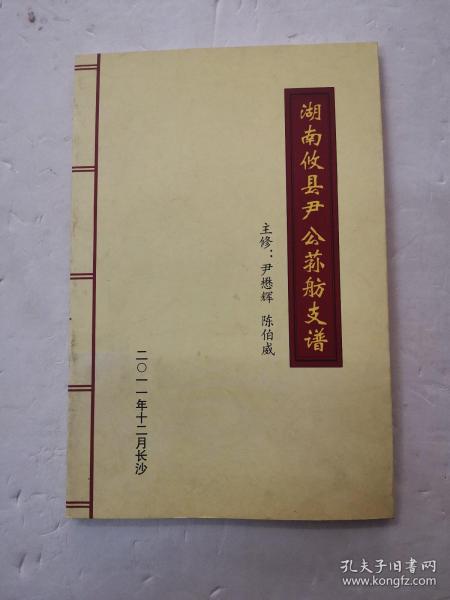 湖南攸县尹公荪舫支谱
主修：尹懋辉 陈伯威
二〇一一年十二月长沙
孔夫子旧书网
www.kongfz.com